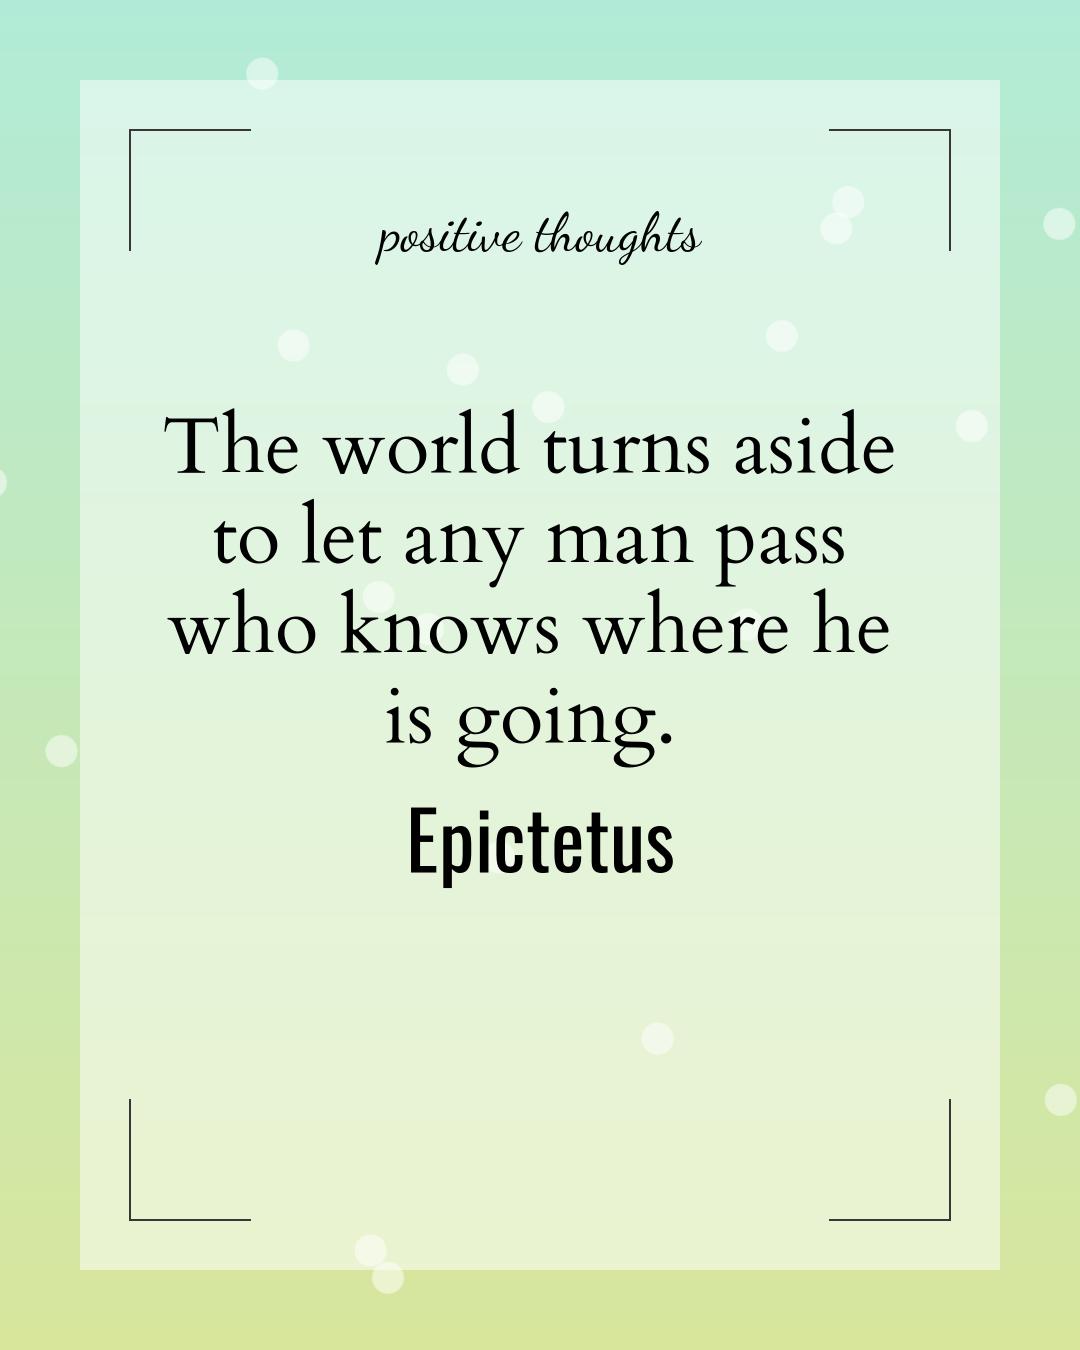 positive thoughts
The world turns aside
to let any man pass
who knows where he
is going.
Epictetus